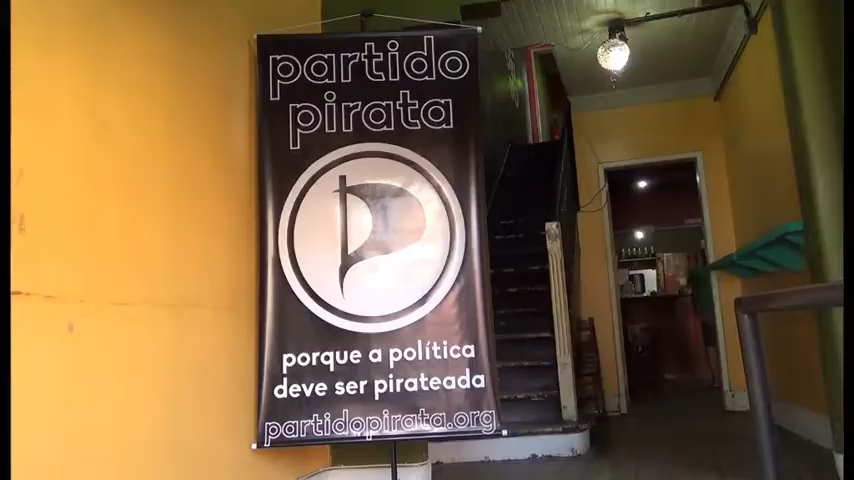 partido
pirata
porque a política
deve ser pirateada
partidopirata.org